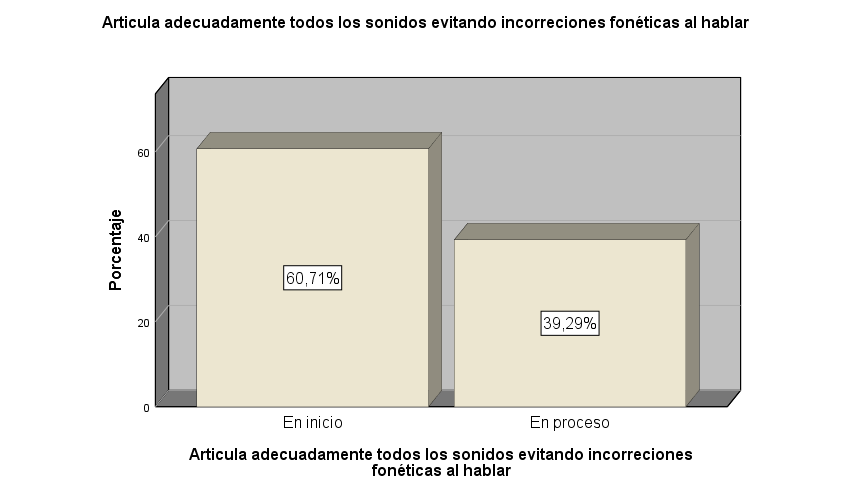 Articula adecuadamente todos los sonidos evitando incorreciones fonéticas al hablar
Porcentaje
60
40
20
0
60,71%
39,29%
En inicio
En proceso
Articula adecuadamente todos los sonidos evitando incorreciones
fonéticas al hablar